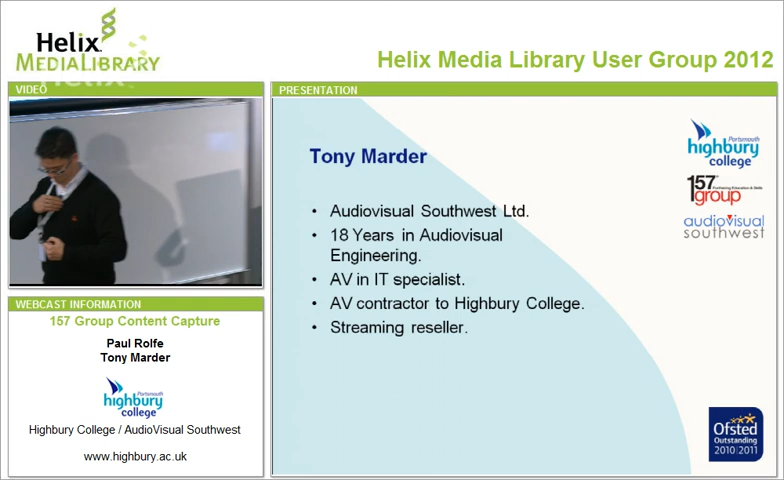 Helix
MEDIALIBRARY
Helix Media Library User Group 2012
VIDEO
PRESENTATION
Tony Marder
• Audiovisual Southwest Ltd.
• 18 Years in Audiovisual
Engineering.
• AV in IT specialist.
• AV contractor to Highbury College.
• Streaming reseller.
Portsmouth
highbury
college
157
group
audiovisual
southwest
Ofsted
Outstanding
2010|2011
WEBCAST INFORMATION
157 Group Content Capture
Paul Rolfe
Tony Marder
Portsmouth
highbury
college
Highbury College / AudioVisual Southwest
www.highbury.ac.uk